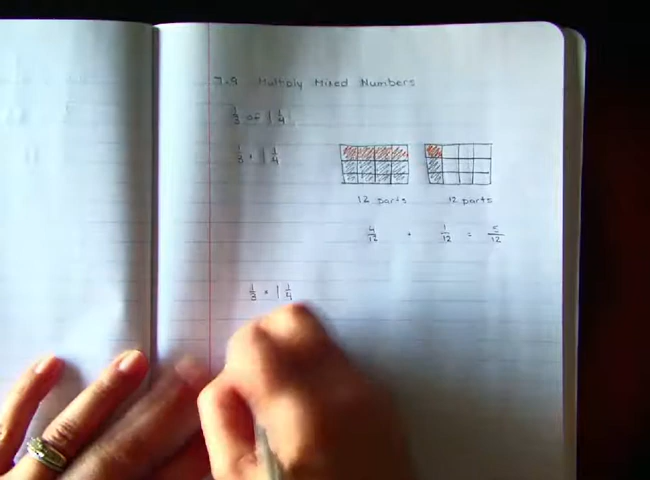 7.9 Multiply Mixed Numbers
1/3 of 1 1/4
1/3 · 1 1/4
12 parts 12 parts
4/12 + 1/12 = 5/12
1/3 × 1 1/4